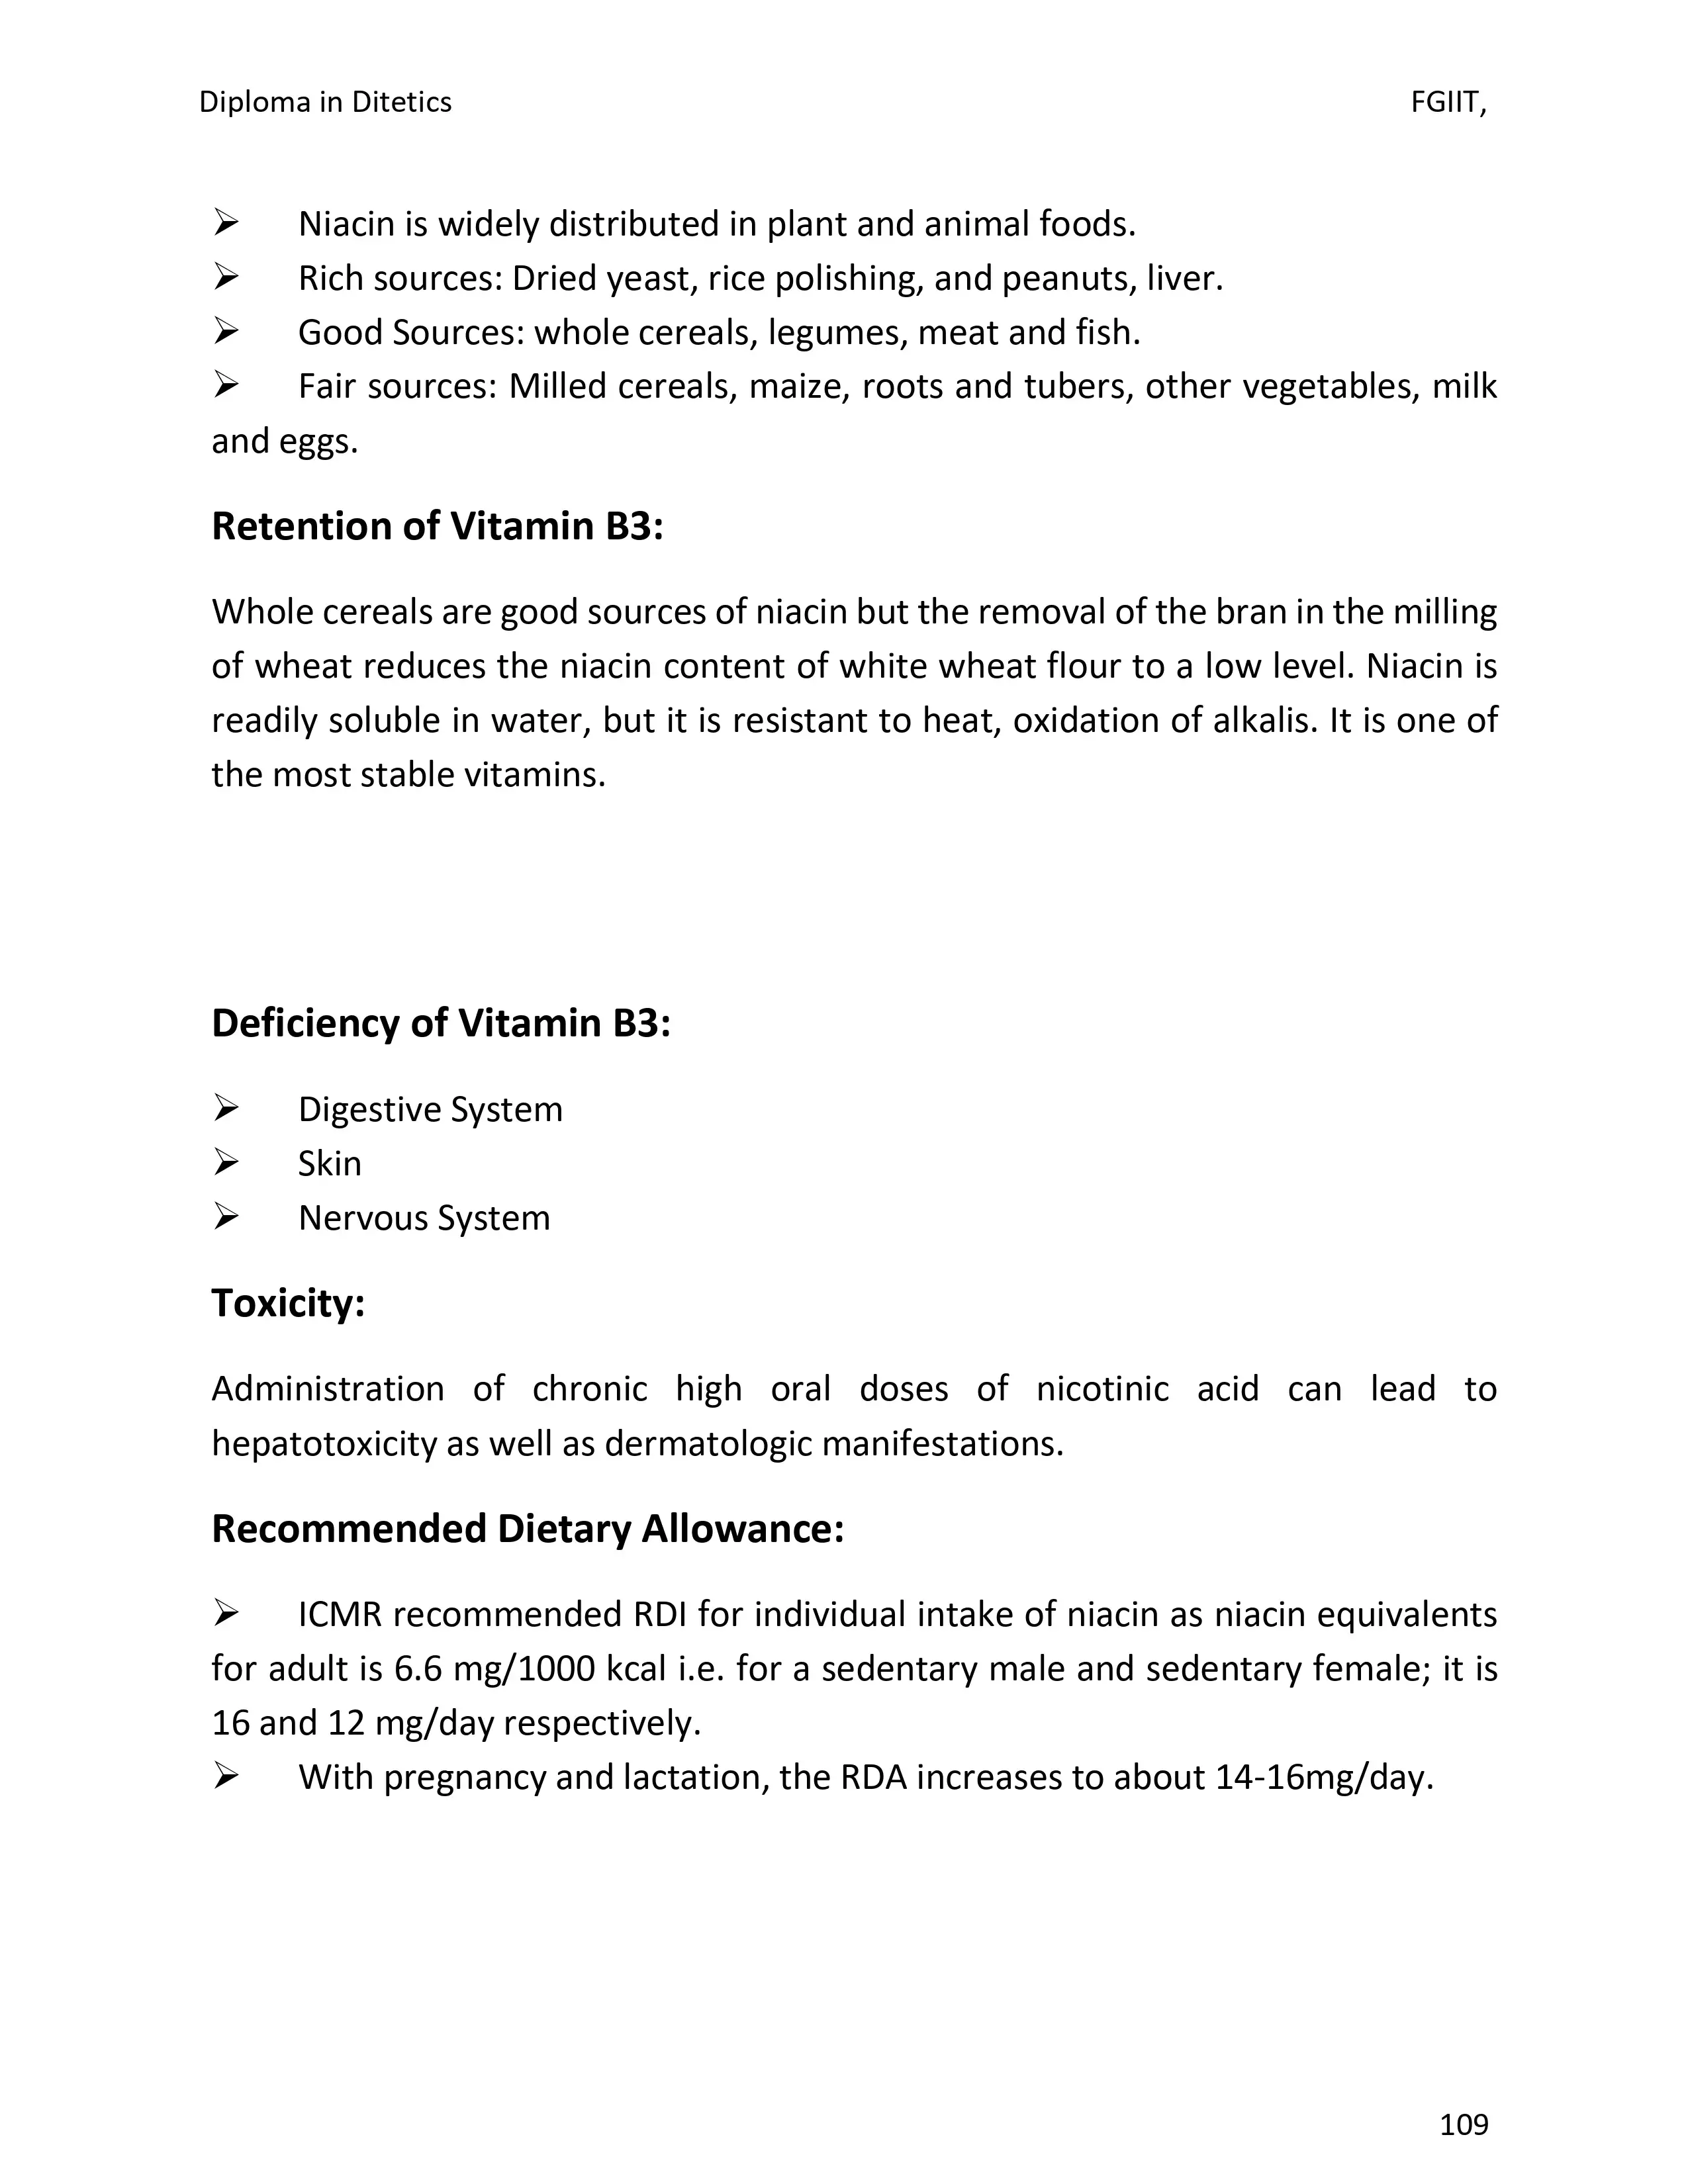 Diploma in Ditetics FGIIT,
➢ Niacin is widely distributed in plant and animal foods.
➢ Rich sources: Dried yeast, rice polishing, and peanuts, liver.
➢ Good Sources: whole cereals, legumes, meat and fish.
➢ Fair sources: Milled cereals, maize, roots and tubers, other vegetables, milk
and eggs.
Retention of Vitamin B3:
Whole cereals are good sources of niacin but the removal of the bran in the milling
of wheat reduces the niacin content of white wheat flour to a low level. Niacin is
readily soluble in water, but it is resistant to heat, oxidation of alkalis. It is one of
the most stable vitamins.
Deficiency of Vitamin B3:
➢ Digestive System
➢ Skin
➢ Nervous System
Toxicity:
Administration of chronic high oral doses of nicotinic acid can lead to
hepatotoxicity as well as dermatologic manifestations.
Recommended Dietary Allowance:
➢ ICMR recommended RDI for individual intake of niacin as niacin equivalents
for adult is 6.6 mg/1000 kcal i.e. for a sedentary male and sedentary female; it is
16 and 12 mg/day respectively.
➢ With pregnancy and lactation, the RDA increases to about 14-16mg/day.
109